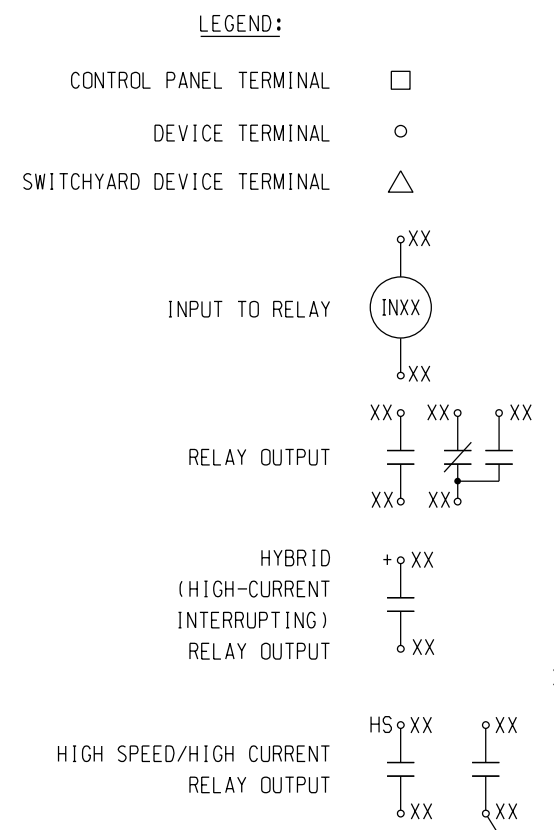 LEGEND:
CONTROL PANEL TERMINAL
DEVICE TERMINAL
SWITCHYARD DEVICE TERMINAL
XX
INPUT TO RELAY INXX
XX
XX XX XX
RELAY OUTPUT
XX XX
HYBRID + XX
(HIGH-CURRENT
INTERRUPTING)
RELAY OUTPUT XX
HS XX XX
HIGH SPEED/HIGH CURRENT
RELAY OUTPUT
XX XX